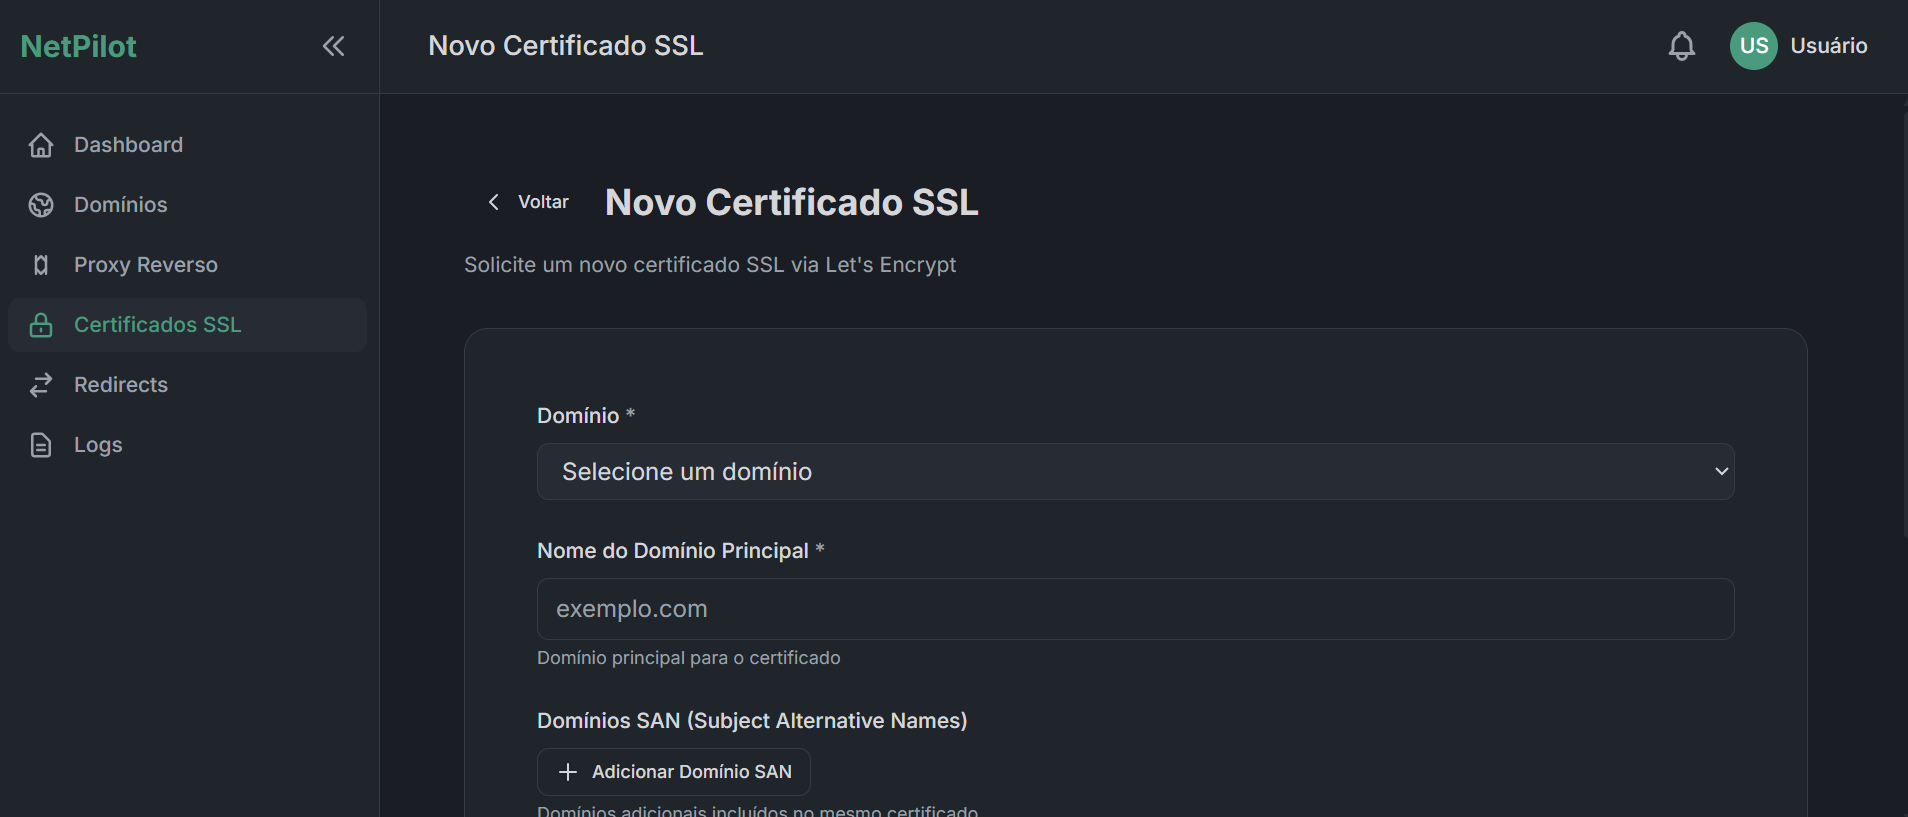 NetPilot
Novo Certificado SSL
US Usuário
Dashboard
Domínios
Proxy Reverso
Certificados SSL
Redirects
Logs
Voltar
Novo Certificado SSL
Solicite um novo certificado SSL via Let's Encrypt
Domínio *
Selecione um domínio
Nome do Domínio Principal *
exemplo.com
Domínio principal para o certificado
Domínios SAN (Subject Alternative Names)
Adicionar Domínio SAN
Domínios adicionais incluídos no mesmo certificado